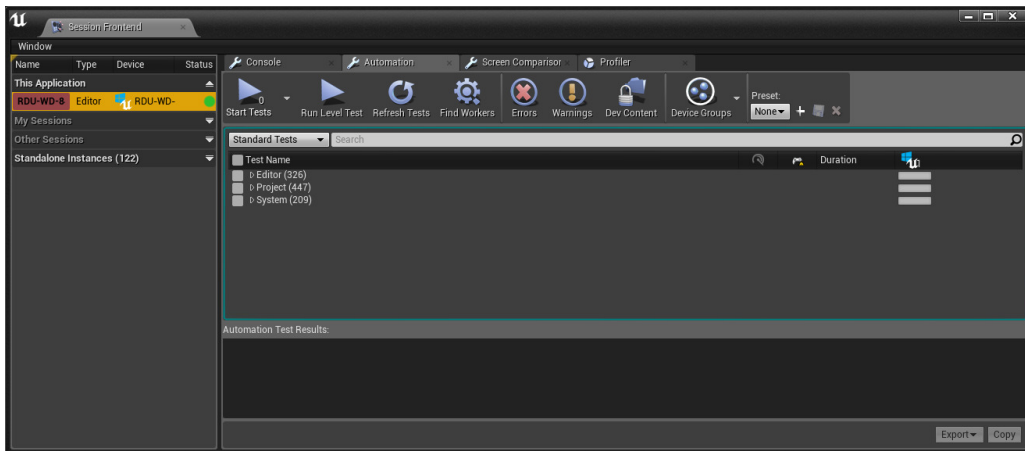 Session Frontend
Window
Name Type Device Status
This Application
RDU-WD-8 Editor RDU-WD-
My Sessions
Other Sessions
Standalone Instances (122)
Console Automation Screen Comparisor Profiler
0
Start Tests Run Level Test Refresh Tests Find Workers Errors Warnings Dev Content Device Groups
Preset:
None
Standard Tests Search
Test Name Duration
Editor (326)
Project (447)
System (209)
Automation Test Results:
Export Copy